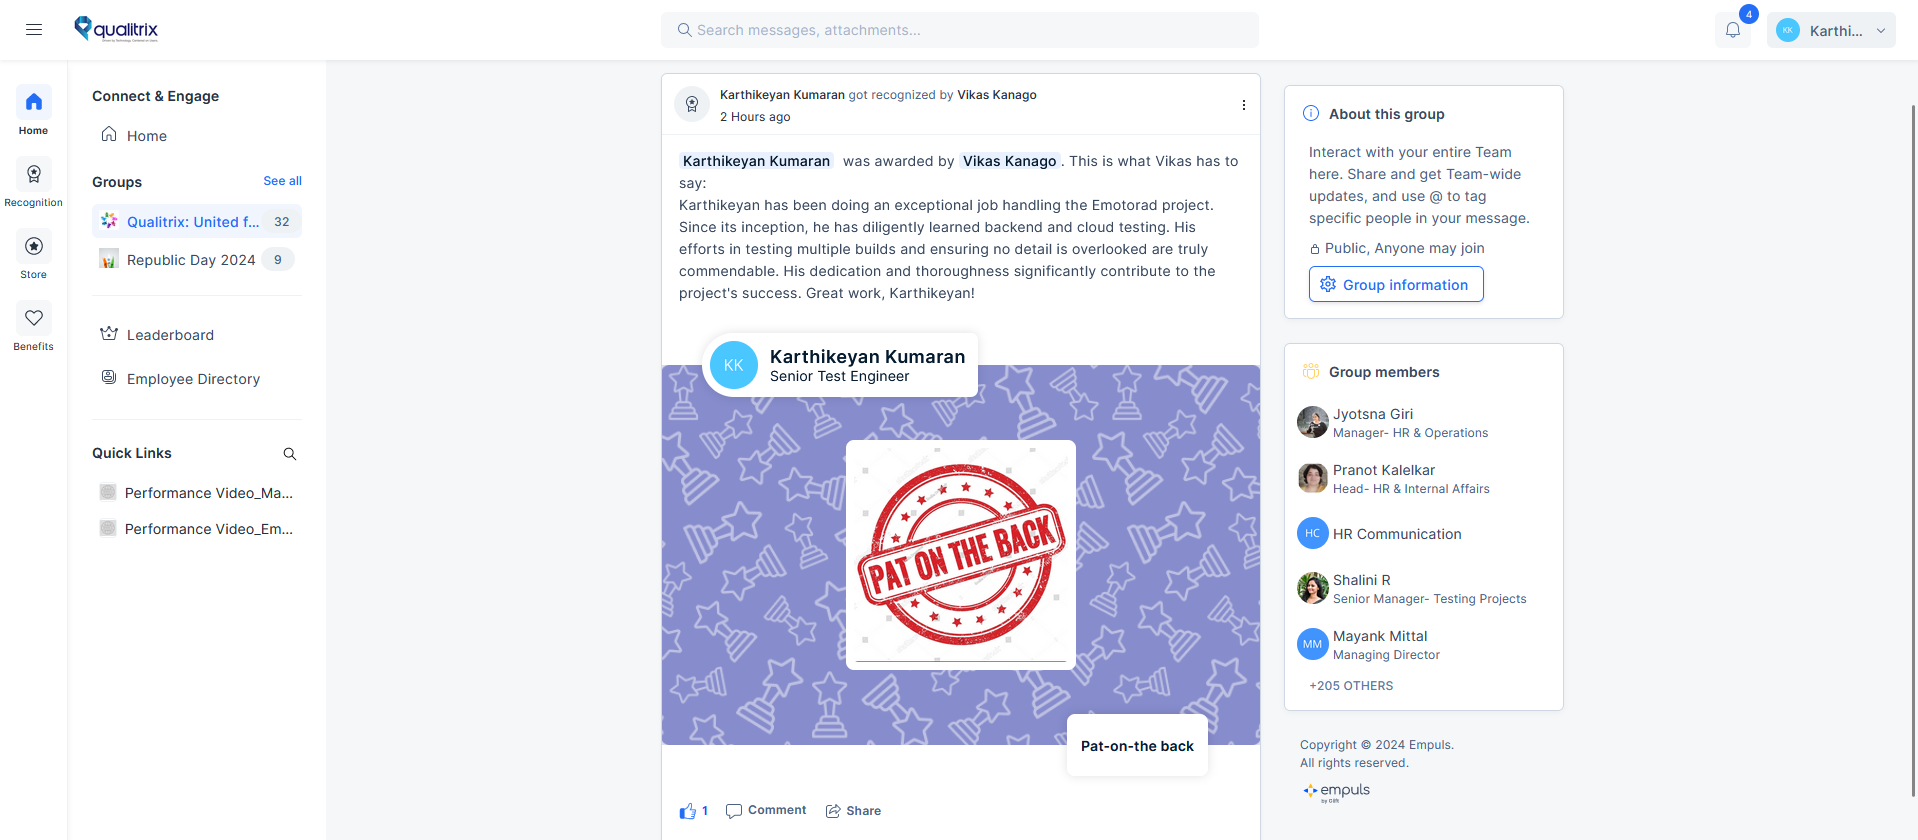 qualitrix
Search messages, attachments...
4
KK
Karthi...
Home
Recognition
Store
Benefits
Connect & Engage
Home
Groups
See all
Qualitrix: United f...
32
Republic Day 2024
9
Leaderboard
Employee Directory
Quick Links
Performance Video_Ma...
Performance Video_Em...
Karthikeyan Kumaran got recognized by Vikas Kanago
2 Hours ago
Karthikeyan Kumaran was awarded by Vikas Kanago. This is what Vikas has to
say:
Karthikeyan has been doing an exceptional job handling the Emotorad project.
Since its inception, he has diligently learned backend and cloud testing. His
efforts in testing multiple builds and ensuring no detail is overlooked are truly
commendable. His dedication and thoroughness significantly contribute to the
project's success. Great work, Karthikeyan!
KK
Karthikeyan Kumaran
Senior Test Engineer
PAT ON THE BACK
Pat-on-the back
1
Comment
Share
About this group
Interact with your entire Team
here. Share and get Team-wide
updates, and use @ to tag
specific people in your message.
Public, Anyone may join
Group information
Group members
Jyotsna Giri
Manager- HR & Operations
Pranot Kalelkar
Head- HR & Internal Affairs
HC
HR Communication
Shalini R
Senior Manager- Testing Projects
MM
Mayank Mittal
Managing Director
+205 OTHERS
Copyright © 2024 Empuls.
All rights reserved.
empuls